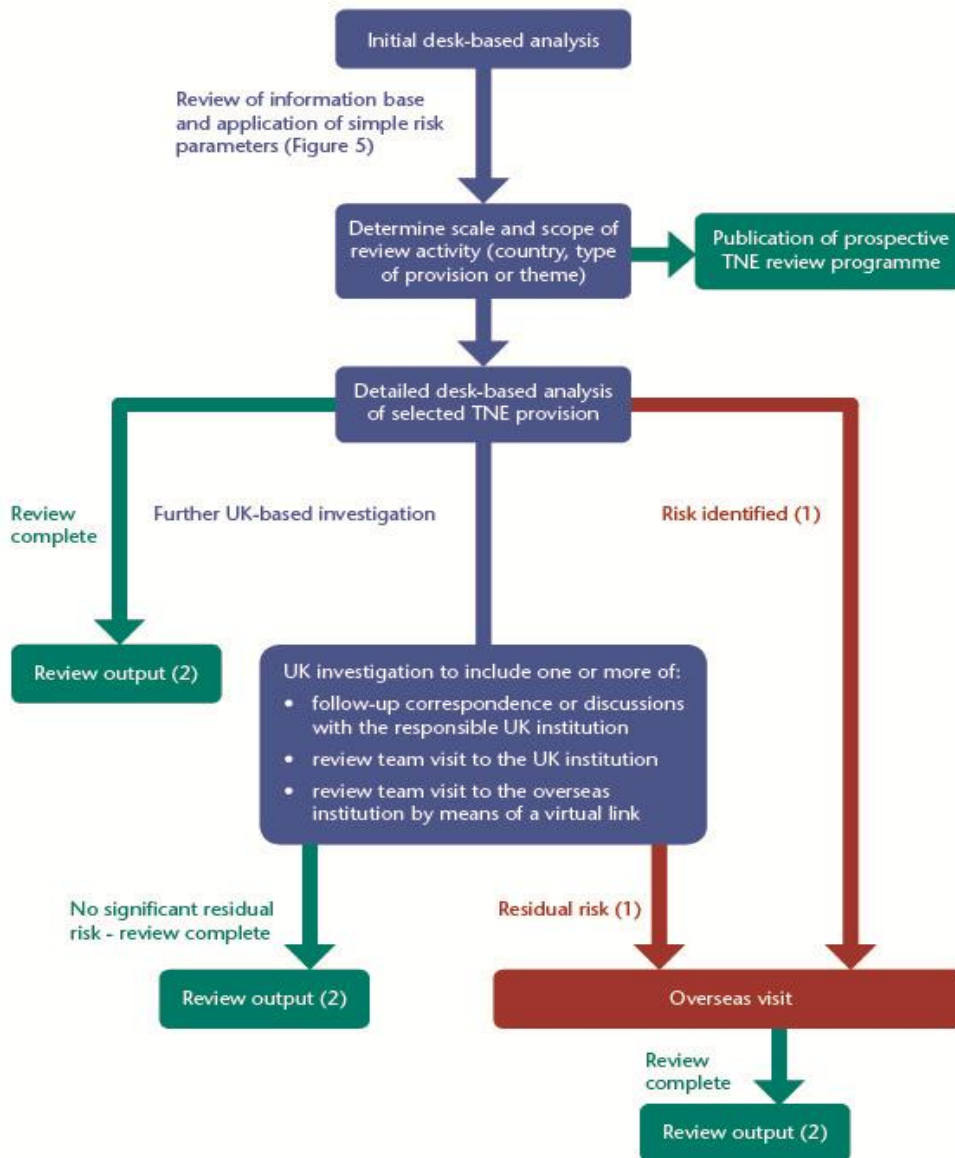 Initial desk-based analysis
Review of information base
and application of simple risk
parameters (Figure 5)
Determine scale and scope of
review activity (country, type
of provision or theme)
Publication of prospective
TNE review programme
Detailed desk-based analysis
of selected TNE provision
Review
complete
Further UK-based investigation
Risk identified (1)
Review output (2)
UK investigation to include one or more of:
• follow-up correspondence or discussions
with the responsible UK institution
• review team visit to the UK institution
• review team visit to the overseas
institution by means of a virtual link
No significant residual
risk - review complete
Residual risk (1)
Review output (2)
Overseas visit
Review
complete
Review output (2)